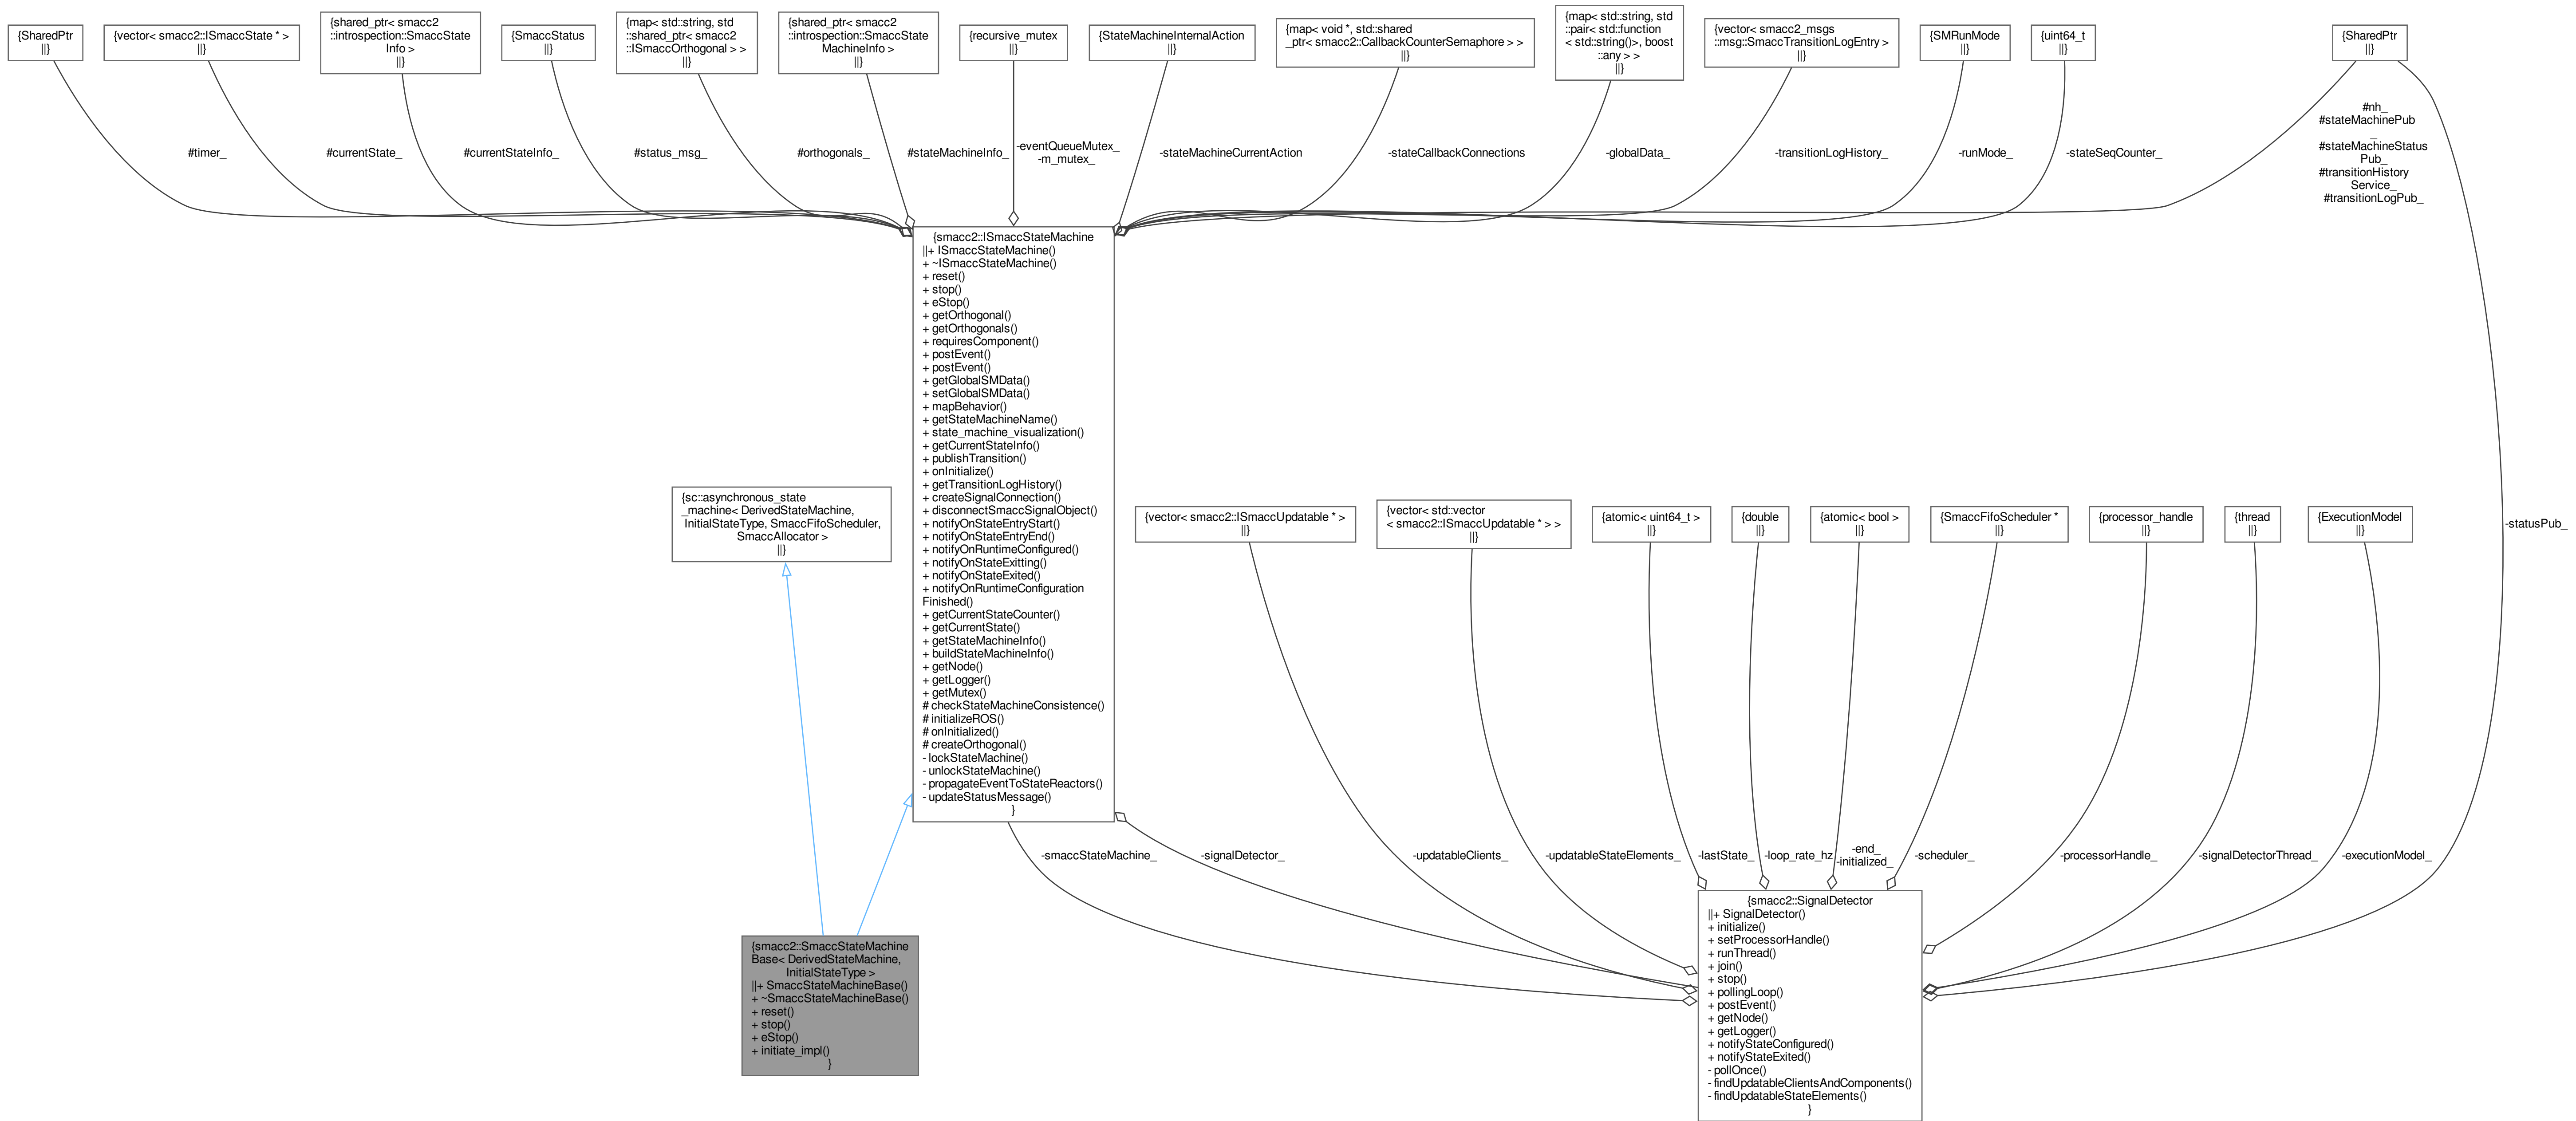 {SharedPtr
||}
{vector< smacc2::ISmaccState * >
||}
{shared_ptr< smacc2
::introspection::SmaccState
Info >
||}
{SmaccStatus
||}
{map< std::string, std
::shared_ptr< smacc2
::ISmaccOrthogonal > >
||}
{shared_ptr< smacc2
::introspection::SmaccState
MachineInfo >
||}
{recursive_mutex
||}
{StateMachineInternalAction
||}
{map< void *, std::shared
_ptr< smacc2::CallbackCounterSemaphore > >
||}
{map< std::string, std
::pair< std::function
< std::string()>, boost
::any > >
||}
{vector< smacc2_msgs
::msg::SmaccTransitionLogEntry >
||}
{SMRunMode
||}
{uint64_t
||}
{SharedPtr
||}
#timer_
#currentState_
#currentStateInfo_
#status_msg_
#orthogonals_
#stateMachineInfo_
-eventQueueMutex_
-m_mutex_
-stateMachineCurrentAction
-stateCallbackConnections
-globalData_
-transitionLogHistory_
-runMode_
-stateSeqCounter_
#nh_
#stateMachinePub
_
#stateMachineStatus
Pub_
#transitionHistory
Service_
#transitionLogPub_
{smacc2::ISmaccStateMachine
||+ ISmaccStateMachine()
+ ~ISmaccStateMachine()
+ reset()
+ stop()
+ eStop()
+ getOrthogonal()
+ getOrthogonals()
+ requiresComponent()
+ postEvent()
+ postEvent()
+ getGlobalSMData()
+ setGlobalSMData()
+ mapBehavior()
+ getStateMachineName()
+ state_machine_visualization()
+ getCurrentStateInfo()
+ publishTransition()
+ onInitialize()
+ getTransitionLogHistory()
+ createSignalConnection()
+ disconnectSmaccSignalObject()
+ notifyOnStateEntryStart()
+ notifyOnStateEntryEnd()
+ notifyOnRuntimeConfigured()
+ notifyOnStateExitting()
+ notifyOnStateExited()
+ notifyOnRuntimeConfiguration
Finished()
+ getCurrentStateCounter()
+ getCurrentState()
+ getStateMachineInfo()
+ buildStateMachineInfo()
+ getNode()
+ getLogger()
+ getMutex()
# checkStateMachineConsistence()
# initializeROS()
# onInitialized()
# createOrthogonal()
- lockStateMachine()
- unlockStateMachine()
- propagateEventToStateReactors()
- updateStatusMessage()
}
{sc::asynchronous_state
_machine< DerivedStateMachine,
InitialStateType, SmaccFifoScheduler,
SmaccAllocator >
||}
{vector< smacc2::ISmaccUpdatable * >
||}
{vector< std::vector
< smacc2::ISmaccUpdatable * > >
||}
{atomic< uint64_t >
||}
{double
||}
{atomic< bool >
||}
{SmaccFifoScheduler *
||}
{processor_handle
||}
{thread
||}
{ExecutionModel
||}
-statusPub_
-smaccStateMachine_
-signalDetector_
-updatableClients_
-updatableStateElements_
-lastState_
-loop_rate_hz
-end_
-initialized_
-scheduler_
-processorHandle_
-signalDetectorThread_
-executionModel_
{smacc2::SmaccStateMachine
Base< DerivedStateMachine,
InitialStateType >
||+ SmaccStateMachineBase()
+ ~SmaccStateMachineBase()
+ reset()
+ stop()
+ eStop()
+ initiate_impl()
}
{smacc2::SignalDetector
||+ SignalDetector()
+ initialize()
+ setProcessorHandle()
+ runThread()
+ join()
+ stop()
+ pollingLoop()
+ postEvent()
+ getNode()
+ getLogger()
+ notifyStateConfigured()
+ notifyStateExited()
- pollOnce()
- findUpdatableClientsAndComponents()
- findUpdatableStateElements()
}